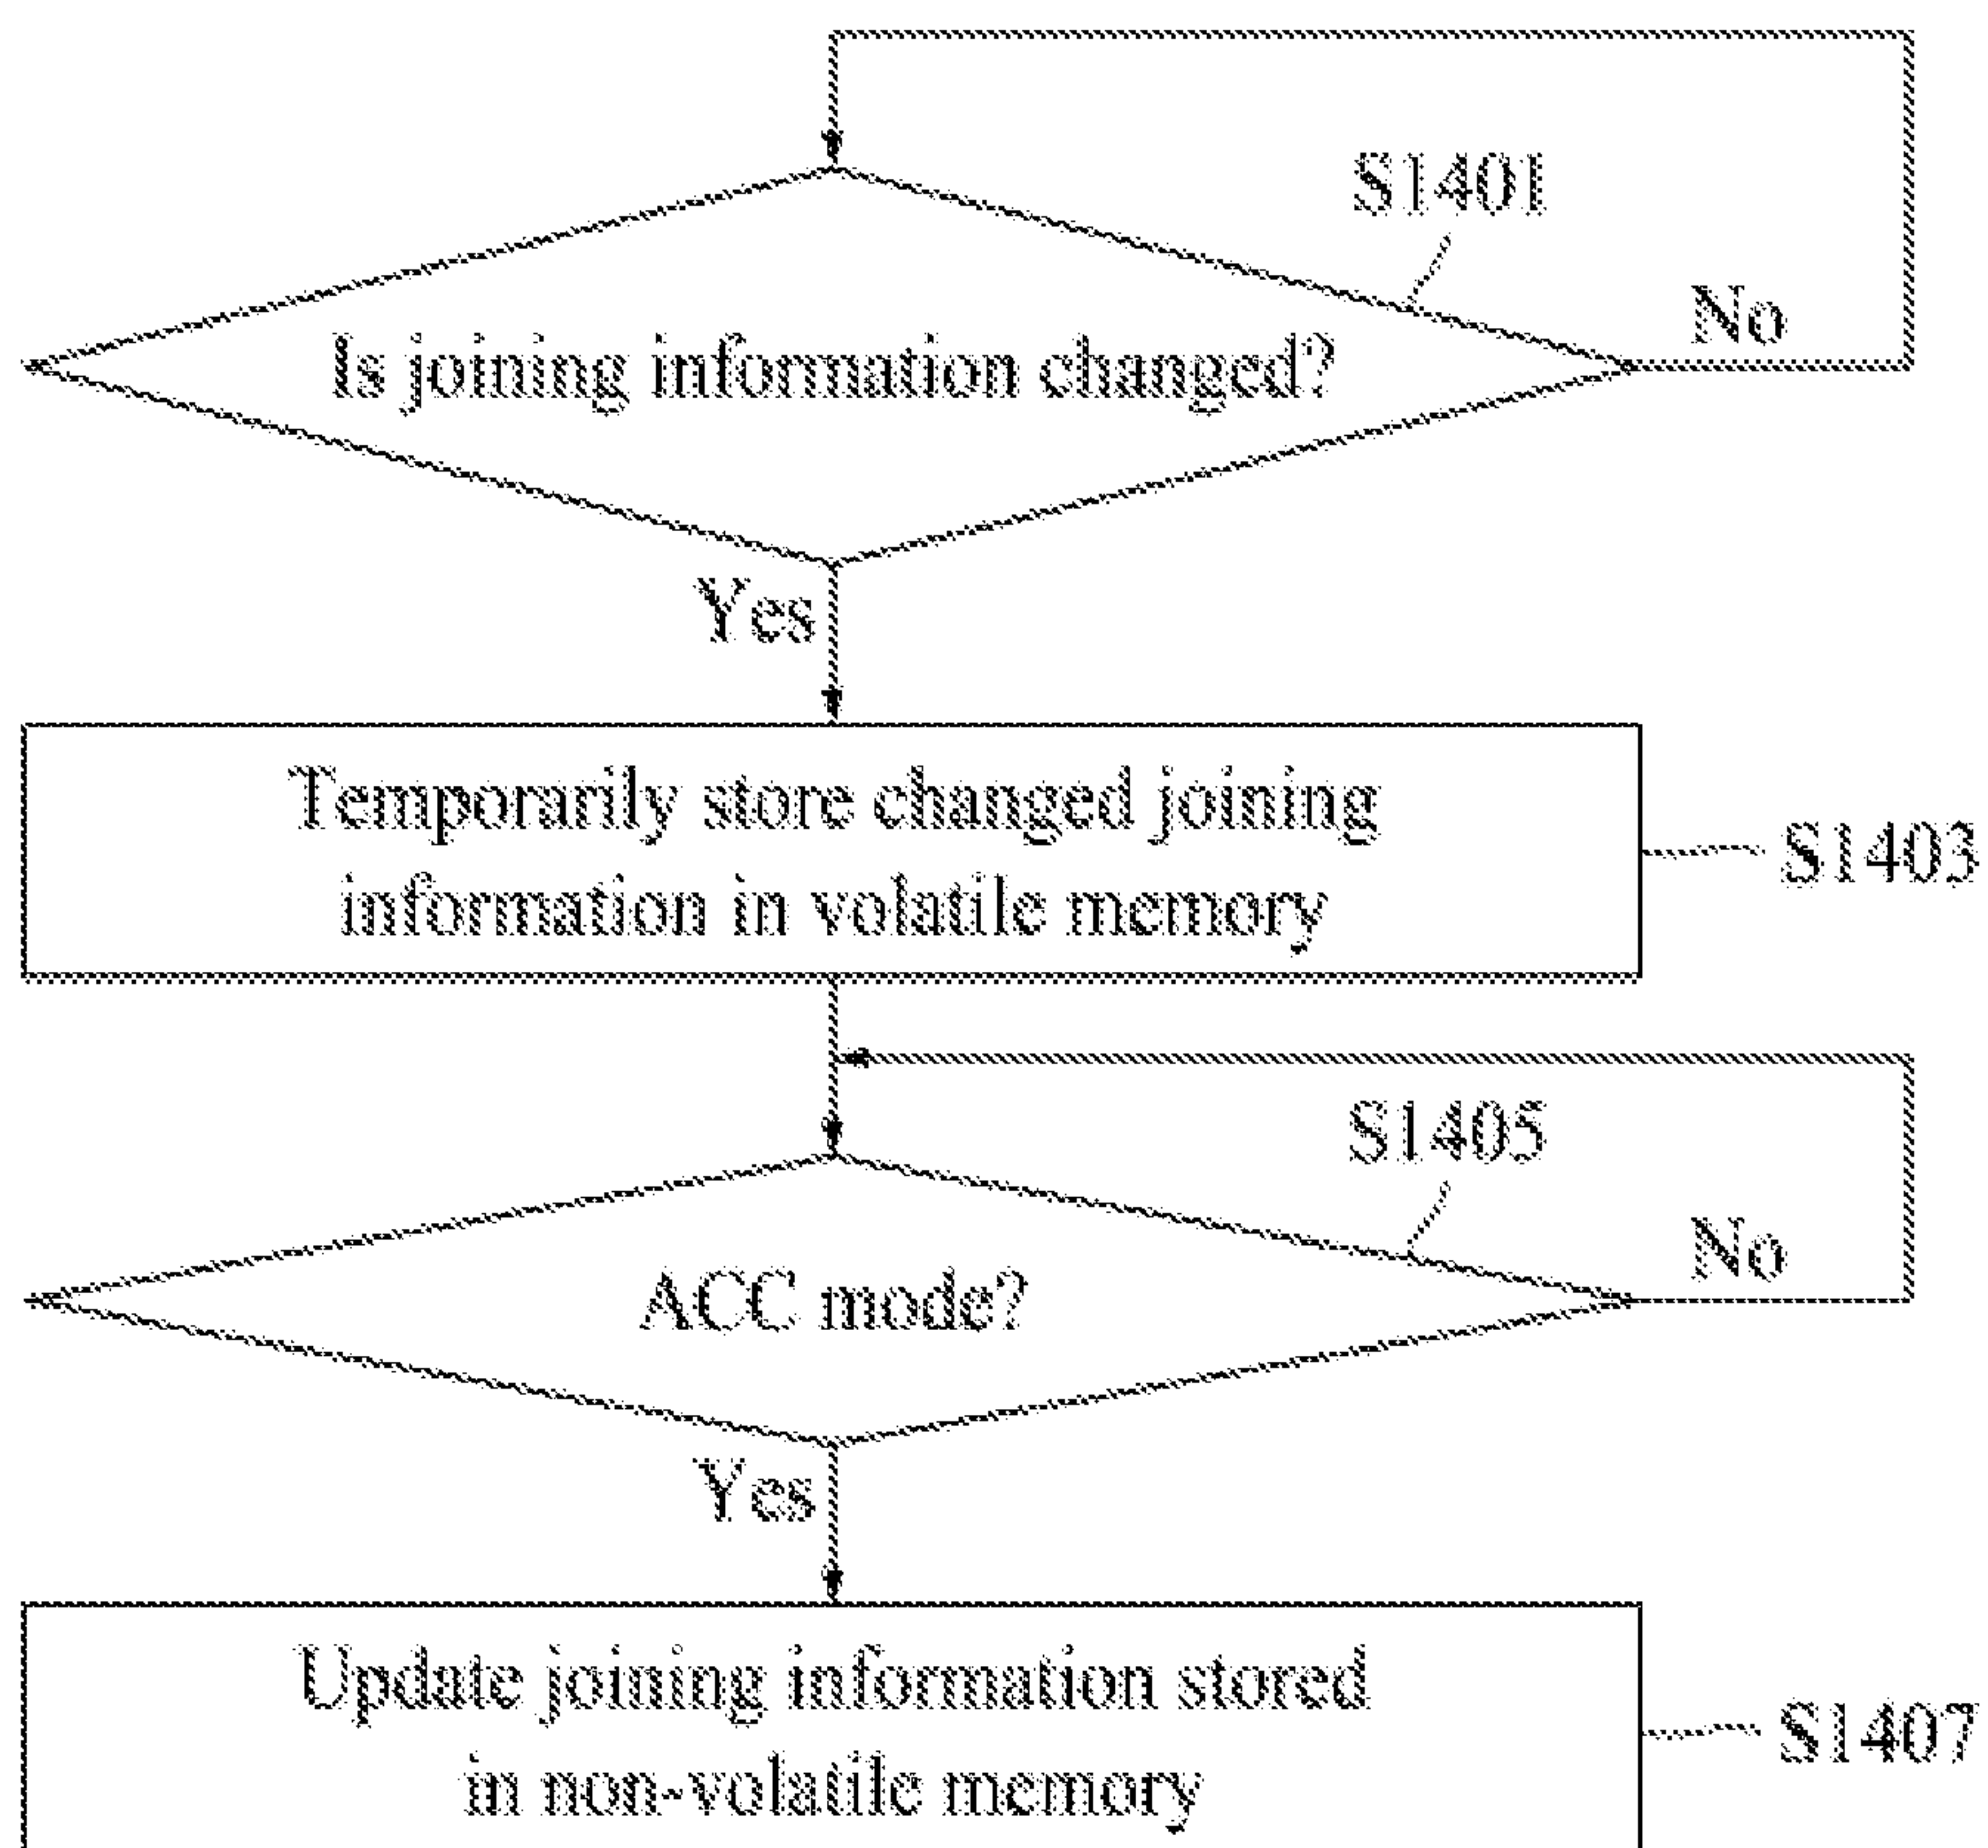 S1401
No
Is joining information changed?
Yes
Temporarily store changed joining
information in volatile memory
S1403
S1405
No
ACC mode?
Yes
Update joining information stored
in non-volatile memory
S1407